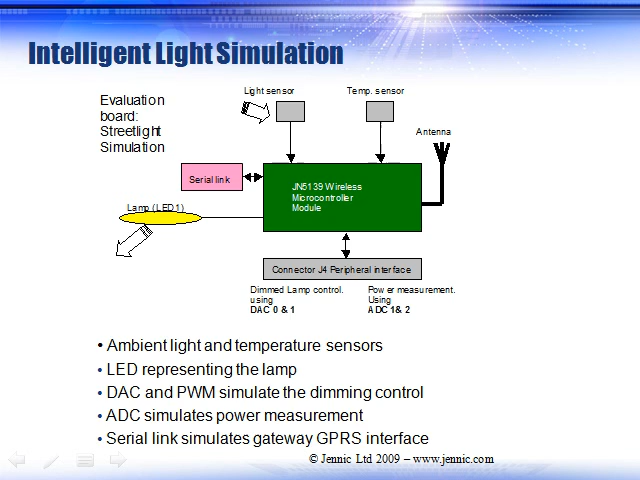 Intelligent Light Simulation
Evaluation
board:
Streetlight
Simulation
Light sensor
Temp. sensor
Antenna
Serial link
JN5139 Wireless
Microcontroller
Module
Lamp (LED1)
Connector J4 Peripheral interface
Dimmed Lamp control.
using
DAC 0 & 1
Power measurement.
Using
ADC 1& 2
• Ambient light and temperature sensors
• LED representing the lamp
• DAC and PWM simulate the dimming control
• ADC simulates power measurement
• Serial link simulates gateway GPRS interface
© Jennic Ltd 2009 – www.jennic.com